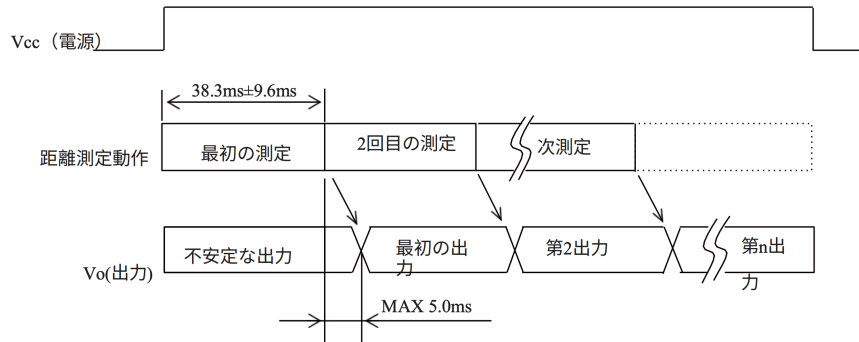 Vcc（電源）
38.3ms±9.6ms
距離測定動作
最初の測定
2回目の測定
次測定
Vo(出力)
不安定な出力
最初の出
力
第2出力
第n出
力
MAX 5.0ms